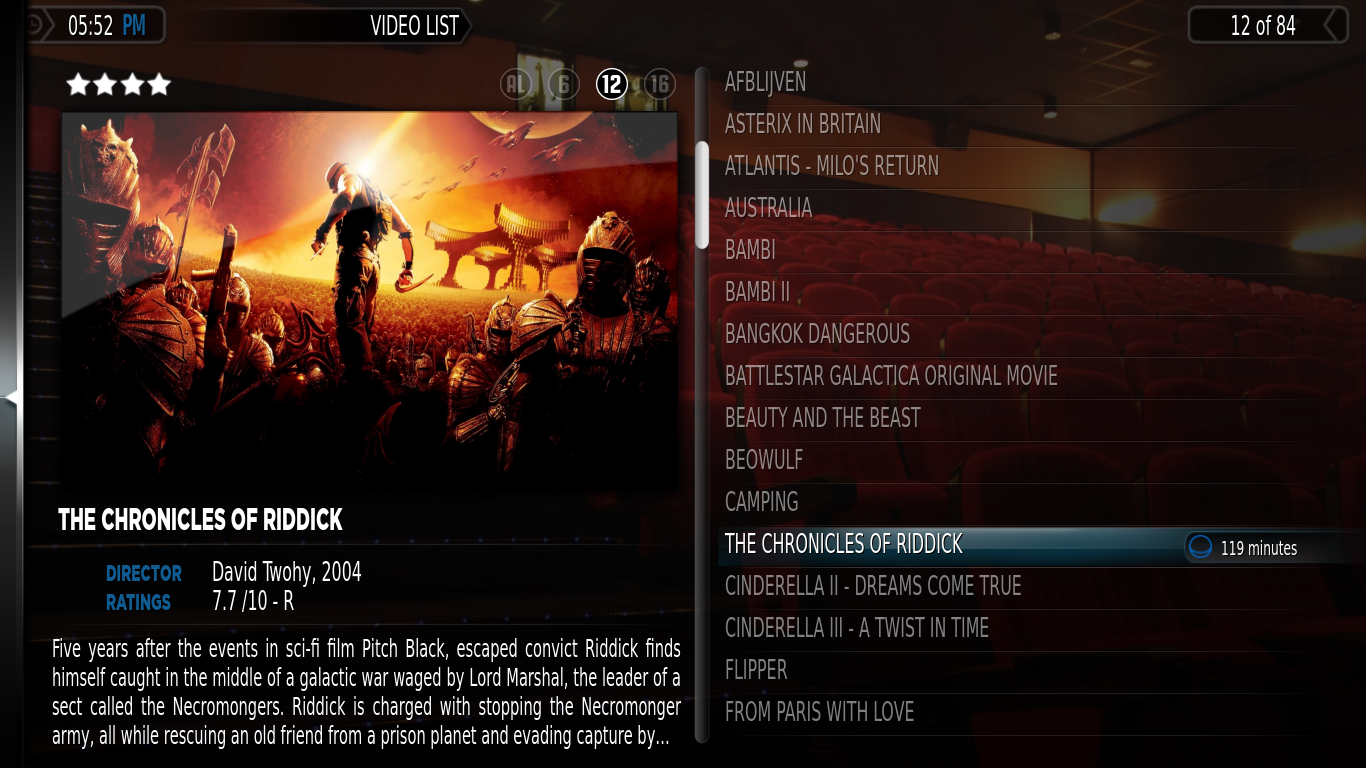 05:52 PM
VIDEO LIST
12 of 84
AL 6 12 16
THE CHRONICLES OF RIDDICK
DIRECTOR David Twohy, 2004
RATINGS 7.7 /10 - R
Five years after the events in sci-fi film Pitch Black, escaped convict Riddick finds
himself caught in the middle of a galactic war waged by Lord Marshal, the leader of a
sect called the Necromongers. Riddick is charged with stopping the Necromonger
army, all while rescuing an old friend from a prison planet and evading capture by...
AFBLIJVEN
ASTERIX IN BRITAIN
ATLANTIS - MILO'S RETURN
AUSTRALIA
BAMBI
BAMBI II
BANGKOK DANGEROUS
BATTLESTAR GALACTICA ORIGINAL MOVIE
BEAUTY AND THE BEAST
BEOWULF
CAMPING
THE CHRONICLES OF RIDDICK 119 minutes
CINDERELLA II - DREAMS COME TRUE
CINDERELLA III - A TWIST IN TIME
FLIPPER
FROM PARIS WITH LOVE